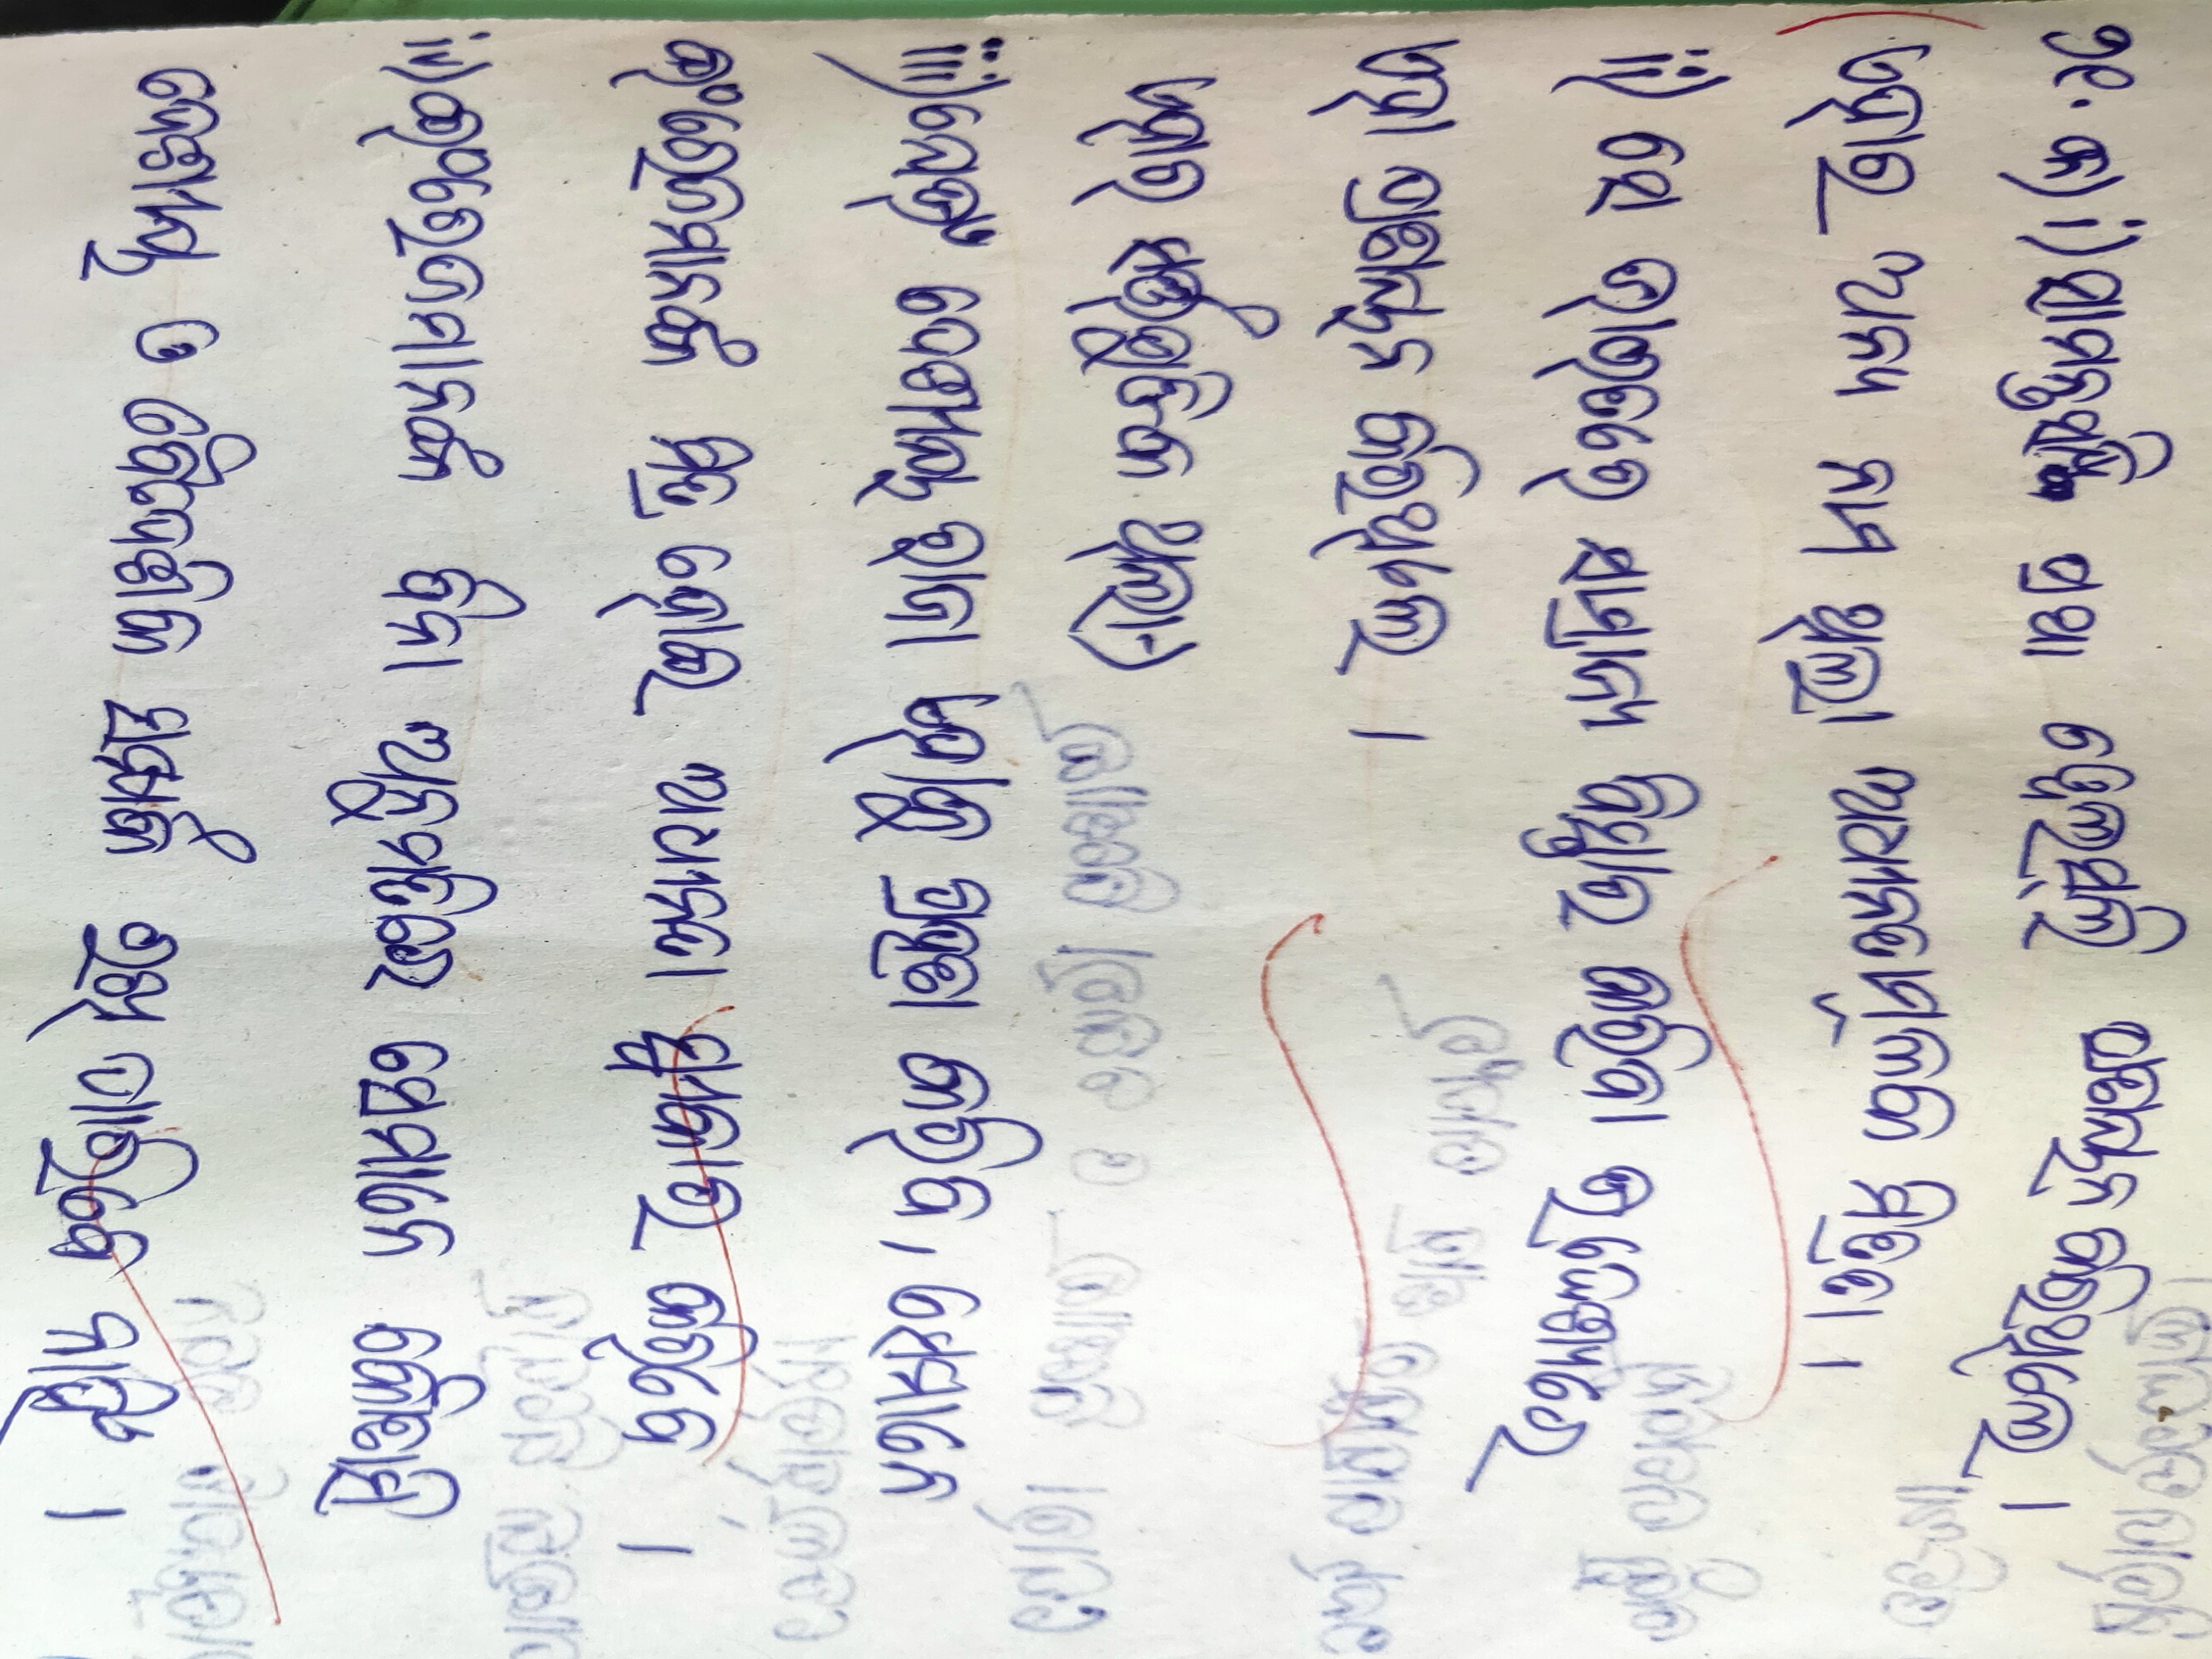 ୨୧. କ) i) ସାମନ୍ତସନ୍ଧି ପ୍ରଥା ୱେଲେସଲି ପ୍ରଣୟନ କରିଥିଲେ ।
ଏହାର ଅନ୍ୟ ନାମ ଥିଲା ଅଧୀନତାମୂଳକ ମିତ୍ରତା ।
ii) ସେ ଭାରତରେ ସାମ୍ରାଜ୍ୟ ବିସ୍ତାର କରିବା ଉଦ୍ଦେଶ୍ୟରେ
ଏହା ପ୍ରଣୟନ କରିଥିଲେ ।
ଏହାର ସର୍ତ୍ତଗୁଡିକ ଥିଲା-)
iii) ଯେଉଁ ଦେଶୀୟ ରାଜା ଏହାକୁ ଗ୍ରହଣ କରିବ, ସେମାନେ
ଇଂରେଜମାନଙ୍କ ମିତ୍ର ହୋଇ ଅଧୀନତା ସ୍ୱୀକାର କରିବେ ।
iv) ଇଂରେଜମାନଙ୍କ ବିନା ଅନୁମତିରେ ସେମାନେ କୌଣସି
ଦେଶୀୟ ଓ ବୈଦେଶିକ ସମ୍ପର୍କ ରଖି ପାରିବେ ନାହିଁ ।